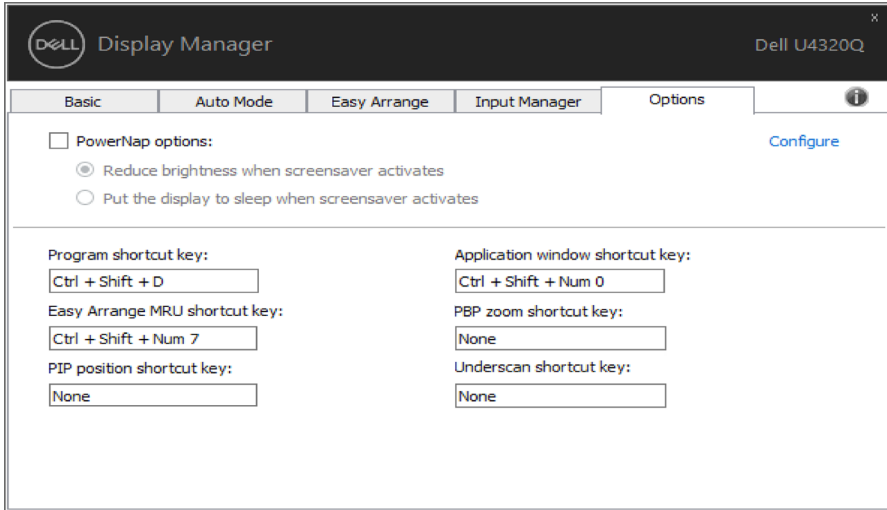 x
DELL Display Manager
Dell U4320Q
Basic Auto Mode Easy Arrange Input Manager Options i
PowerNap options: Configure
Reduce brightness when screensaver activates
Put the display to sleep when screensaver activates
Program shortcut key: Application window shortcut key:
Ctrl + Shift + D Ctrl + Shift + Num 0
Easy Arrange MRU shortcut key: PBP zoom shortcut key:
Ctrl + Shift + Num 7 None
PIP position shortcut key: Underscan shortcut key:
None None